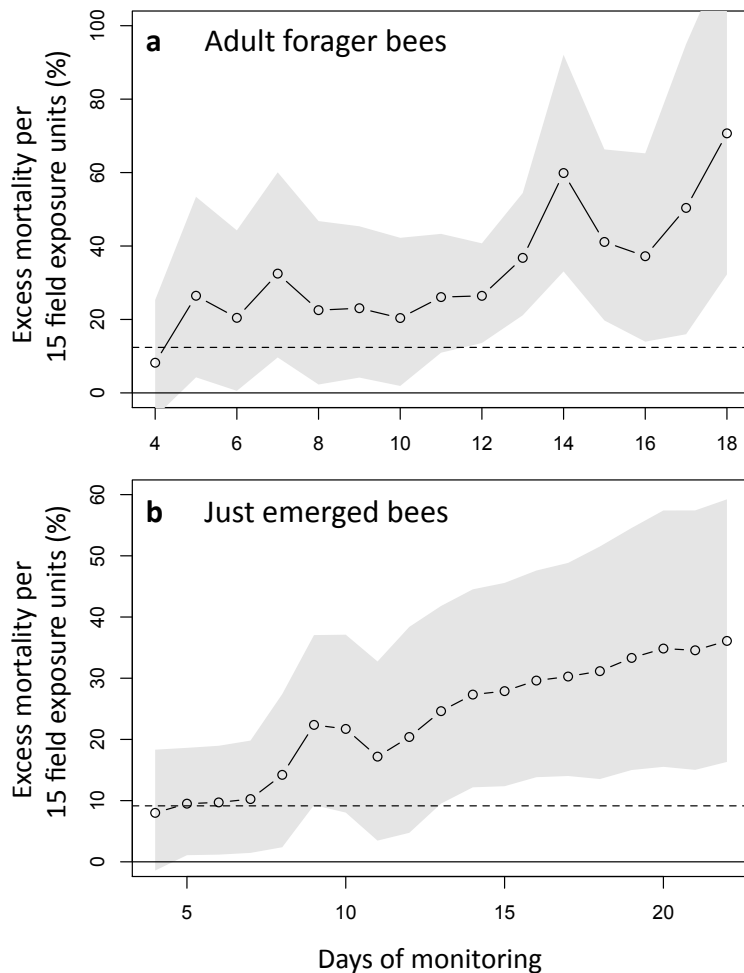 a Adult forager bees
Excess mortality per
15 field exposure units (%)
100
80
60
40
20
0
4 6 8 10 12 14 16 18
b Just emerged bees
Excess mortality per
15 field exposure units (%)
60
50
40
30
20
10
0
5 10 15 20
Days of monitoring